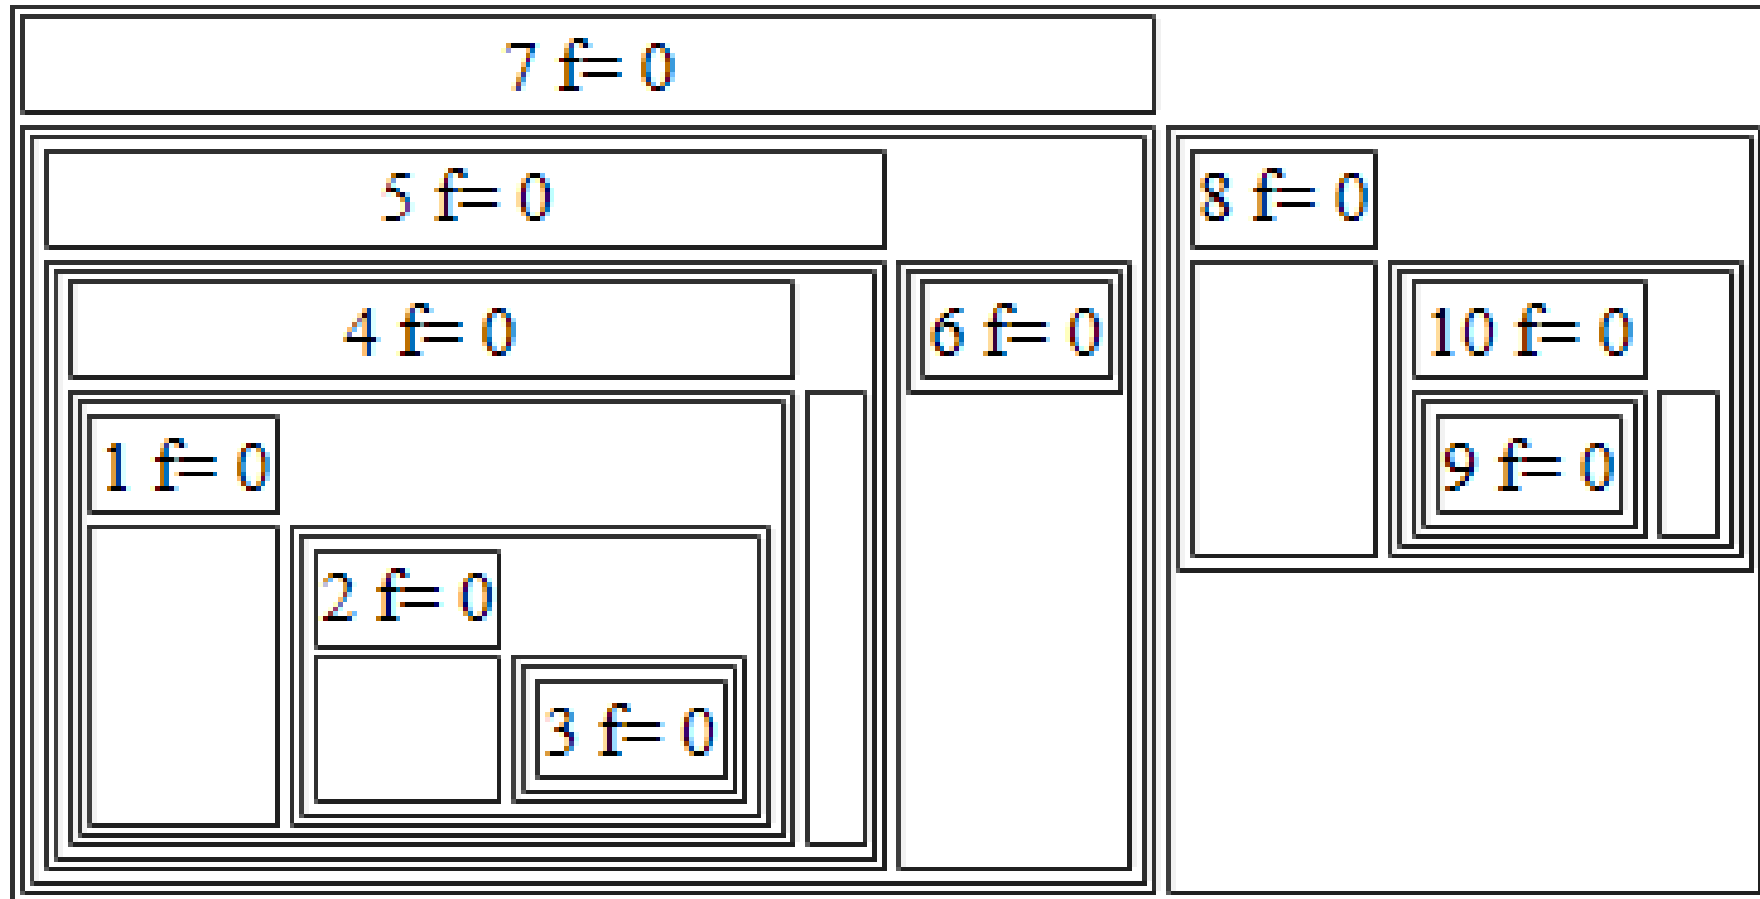 7 f= 0
5 f= 0
8 f= 0
4 f= 0
6 f= 0
10 f= 0
1 f= 0
9 f= 0
2 f= 0
3 f= 0